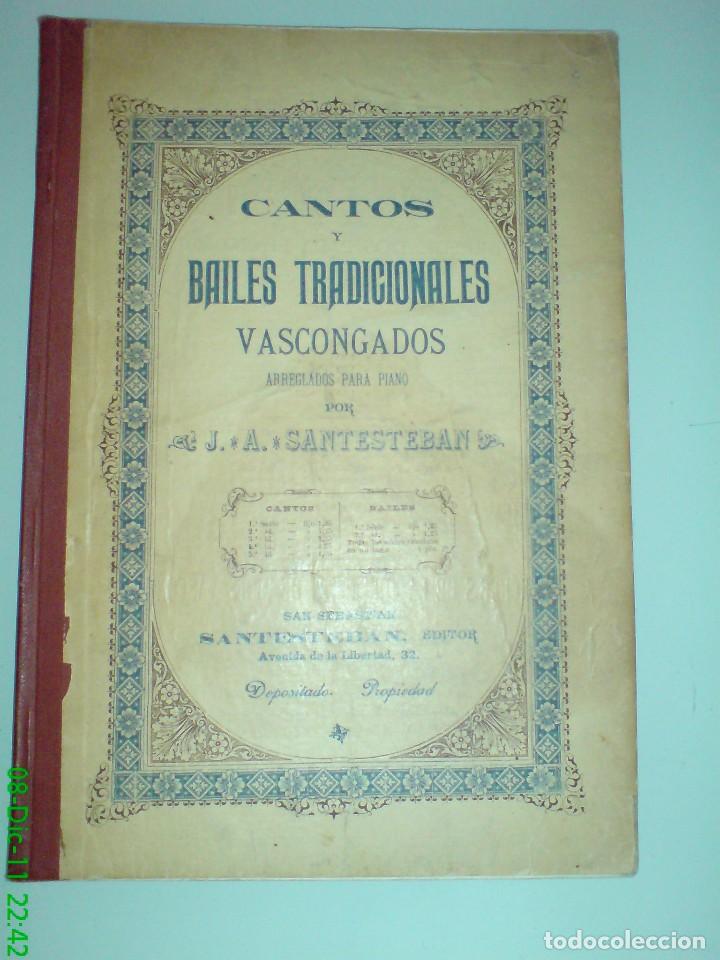 CANTOS
Y
BAILES TRADICIONALES
VASCONGADOS
ARREGLADOS PARA PIANO
POR
J. A. SANTESTEBAN
CANTOS
BAILES
SAN SEBASTIAN
SANTESTEBAN, EDITOR
Avenida de la Libertad, 32.
Depositado. Propiedad
08-Dic-11 22:42
todocoleccion